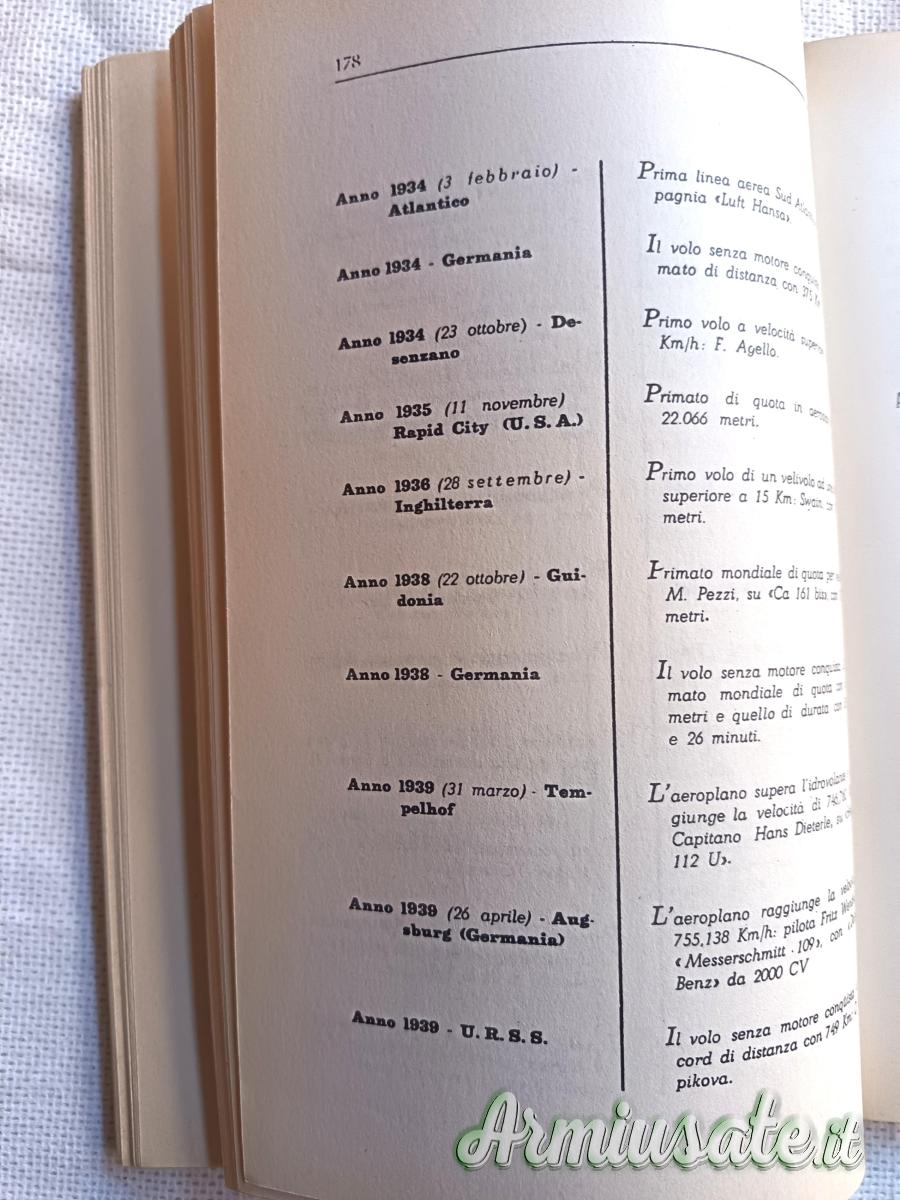 178
Anno 1934 (3 febbraio) -
Atlantico
Prima linea aerea Sud
pagnia «Luft Hansa».
Anno 1934 - Germania
Il volo senza motore
mato di distanza con 375
Anno 1934 (23 ottobre) - De-
senzano
Primo volo a velocità
Km/h: F. Agello.
Anno 1935 (11 novembre)
Rapid City (U. S. A.)
Primato di quota in
22.066 metri.
Anno 1936 (28 settembre) -
Inghilterra
Primo volo di un velivolo ad
superiore a 15 Km: Swain,
metri.
Anno 1938 (22 ottobre) - Gui-
donia
Primato mondiale di quota per
M. Pezzi, su «Ca 161 bis»
metri.
Anno 1938 - Germania
Il volo senza motore
mato mondiale di quota con
metri e quello di durata con
e 26 minuti.
Anno 1939 (31 marzo) - Tem-
pelhof
L'aeroplano supera l'idrovolante
giunge la velocità di
Capitano Hans Dieterle, su
112 U».
Anno 1939 (26 aprile) - Aug-
sburg (Germania)
L'aeroplano raggiunge la
755,138 Km/h: pilota Fritz
«Messerschmitt - 109», con
Benz» da 2000 CV
Anno 1939 - U. R. S. S.
Il volo senza motore
cord di distanza con 749 Km:
pikova.
Armiusate.it